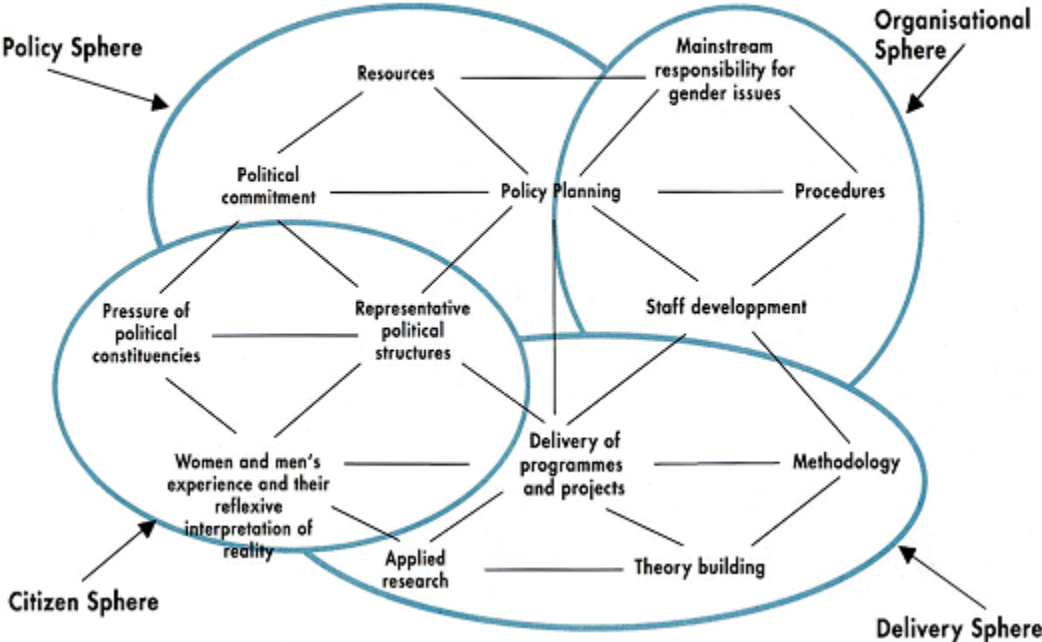 Policy Sphere
Organisational
Sphere
Resources
Mainstream
responsibility for
gender issues
Political
commitment
Policy Planning
Procedures
Pressure of
political
constituencies
Representative
political
structures
Staff developpment
Women and men's
experience and their
reflexive
interpretation of
reality
Delivery of
programmes
and projects
Methodology
Applied
research
Theory building
Citizen Sphere
Delivery Sphere